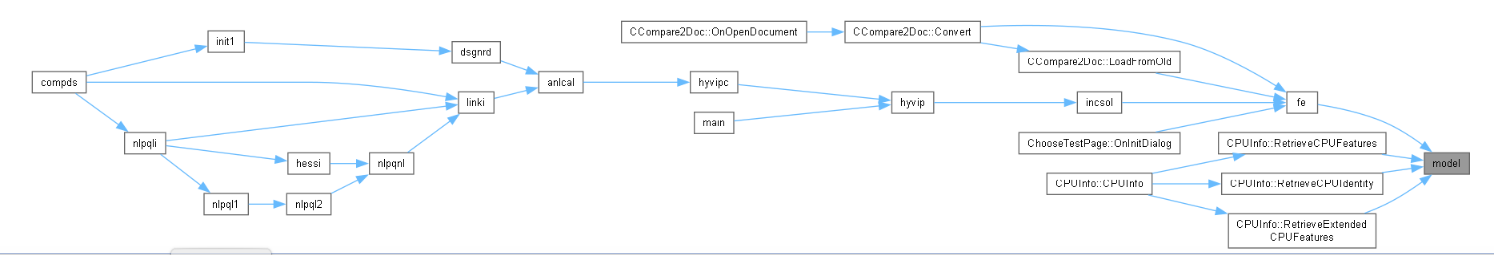 CCompare2Doc::OnOpenDocument
CCompare2Doc::Convert
init1
dsgnrd
CCompare2Doc::LoadFromOld
compds
anlcal
hyvipc
linki
hyvip
incsol
fe
main
nlpqli
ChooseTestPage::OnInitDialog
CPUInfo::RetrieveCPUFeatures
hessi
nlpqnl
model
CPUInfo::CPUInfo
CPUInfo::RetrieveCPUIdentity
nlpql1
nlpql2
CPUInfo::RetrieveExtended
CPUFeatures